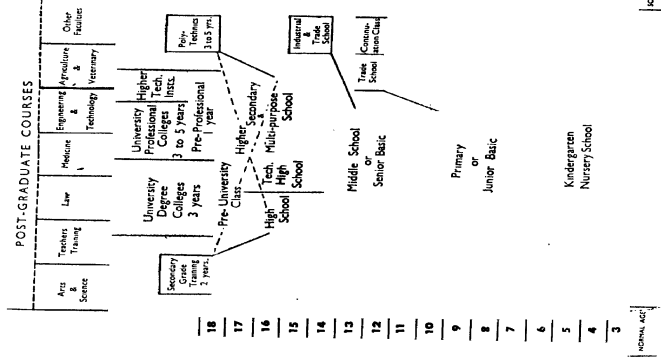 POST-GRADUATE COURSES
Arts
&
Science
Teachers
Training
Law
Medicine
Engineering
&
Technology
Agriculture
&
Veterinary
Other
Faculties
University
Degree
Colleges
3 years
University
Professional
Colleges
3 to 5 years
Pre-Professional
1 year
Higher
Tech.
Insts.
Poly-
Technics
3 to 5 yrs.
Secondary
Grade
Training
2 years.
Pre-University
Class
High
School
Tech.
High
School
Higher
Secondary
&
Multi-purpose
School
Industrial
&
Trade
School
Trade
School
Continu-
ation Class
Middle School
or
Senior Basic
Primary
or
Junior Basic
Kindergarten
Nursery School
18
17
16
15
14
13
12
11
10
9
8
7
6
5
4
3
NORMAL AGE